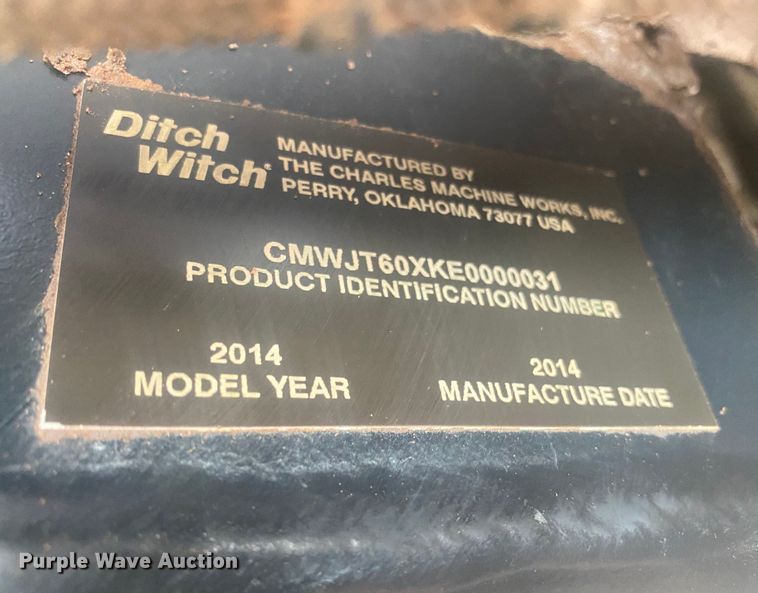 Ditch
Witch®
MANUFACTURED BY
THE CHARLES MACHINE WORKS, INC.
PERRY, OKLAHOMA 73077 USA
CMWJT60XKE0000031
PRODUCT IDENTIFICATION NUMBER
2014
MODEL YEAR
2014
MANUFACTURE DATE
Purple Wave Auction